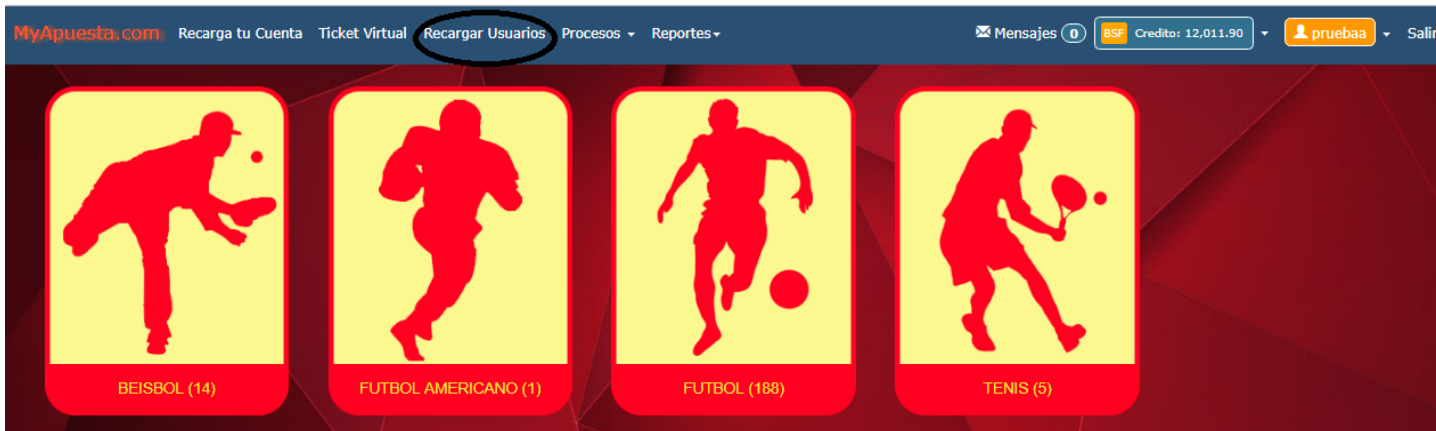 MyApuesta.com Recarga tu Cuenta Ticket Virtual Recargar Usuarios Procesos Reportes Mensajes 0 BSF Credito: 12,011.90 pruebaa Salir
BEISBOL (14) FUTBOL AMERICANO (1) FUTBOL (188) TENIS (5)